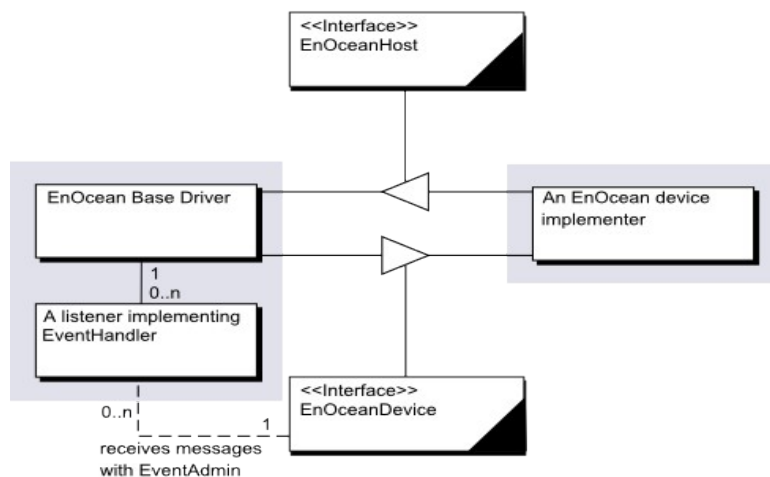 <<Interface>>
EnOceanHost
EnOcean Base Driver
An EnOcean device
implementer
1
0..n
A listener implementing
EventHandler
<<Interface>>
EnOceanDevice
0..n
1
receives messages
with EventAdmin